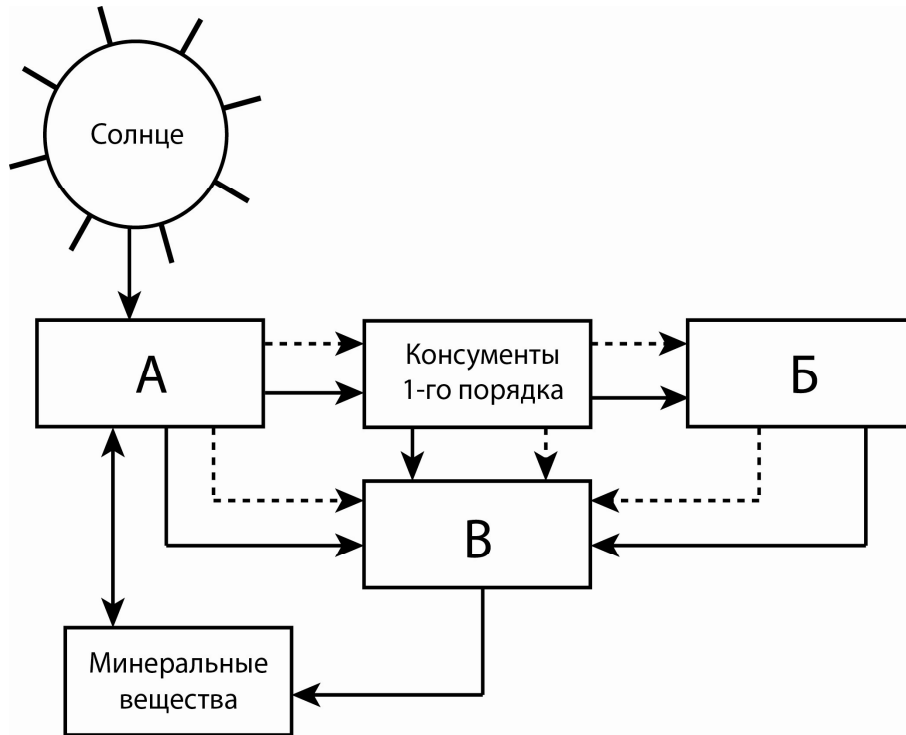 Солнце
А
Консументы
1-го порядка
Б
В
Минеральные
вещества